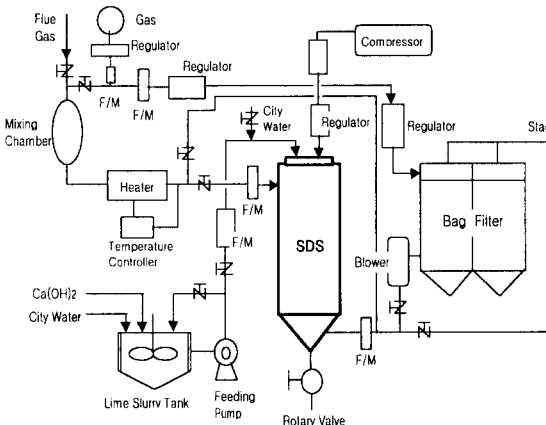 Flue
Gas
Gas
Regulator
Compressor
Regulator
F/M
F/M
City
Water
Regulator
Regulator
Stac
Mixing
Chamber
Heater
F/M
Bag Filter
SDS
Temperature
Controller
F/M
Blower
Ca(OH)2
City Water
F/M
Lime Slurry Tank
Feeding
Pump
Rotary Valve